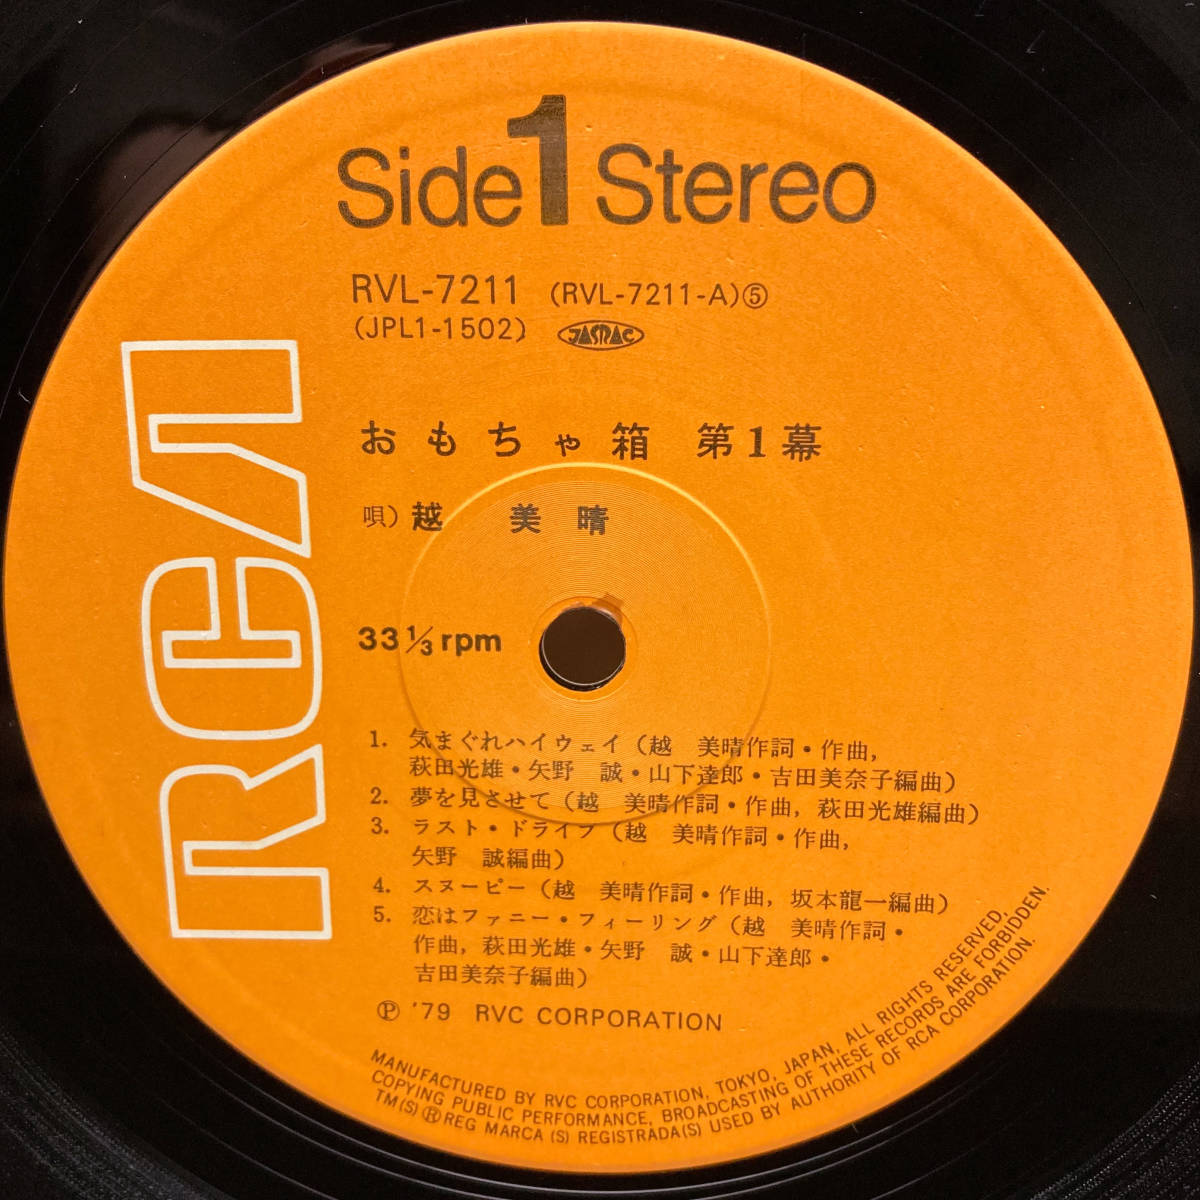 Side 1 Stereo
RVL-7211 (RVL-7211-A)⑤
(JPL1-1502) JASRAC
おもちゃ箱 第1幕
唄) 越 美晴
33 1/3 rpm
RCA
1. 気まぐれハイウェイ (越 美晴作詞・作曲,
萩田光雄・矢野 誠・山下達郎・吉田美奈子編曲)
2. 夢を見させて (越 美晴作詞・作曲, 萩田光雄編曲)
3. ラスト・ドライブ (越 美晴作詞・作曲,
矢野 誠編曲)
4. スヌーピー (越 美晴作詞・作曲, 坂本龍一編曲)
5. 恋はファニー・フィーリング (越 美晴作詞・
作曲, 萩田光雄・矢野 誠・山下達郎・
吉田美奈子編曲)
Ⓟ '79 RVC CORPORATION
MANUFACTURED BY RVC CORPORATION, TOKYO, JAPAN, ALL RIGHTS RESERVED,
COPYING PUBLIC PERFORMANCE, BROADCASTING OF THESE RECORDS ARE FORBIDDEN.
TM(S) ® REG MARCA (S) REGISTRADA(S) USED BY AUTHORITY OF RCA CORPORATION.